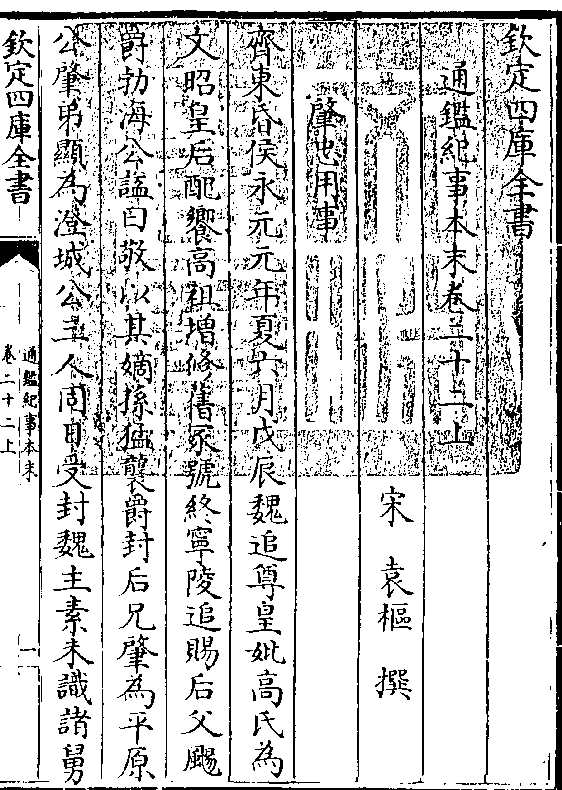 欽定四庫全書
通鑑紀事本末卷二十二上
宋 袁樞 撰
肇也用事
齊東昏侯永元元年夏六月戊辰魏追尊皇妣高氏為
文昭皇后配饗高祖增修舊冢號終寧陵追賜后父颺
爵勃海公諡曰敬以其嫡孫猛襲爵封后兄肇為平原
公肇弟顯為澄城公三人同日受封魏主素未識諸舅
欽定四庫全書
通鑑紀事本末
卷二十二上
一